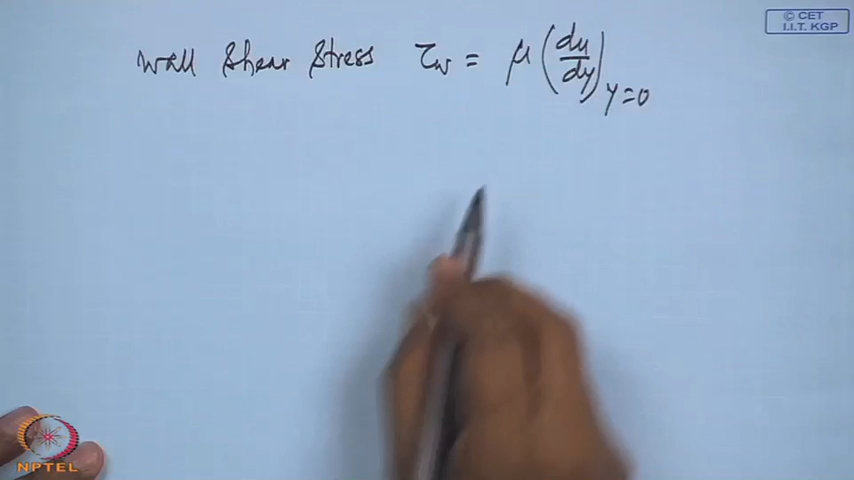 © CET
I.I.T. KGP
Wall Shear Stress τw = μ (du/dy)y=0
NPTEL